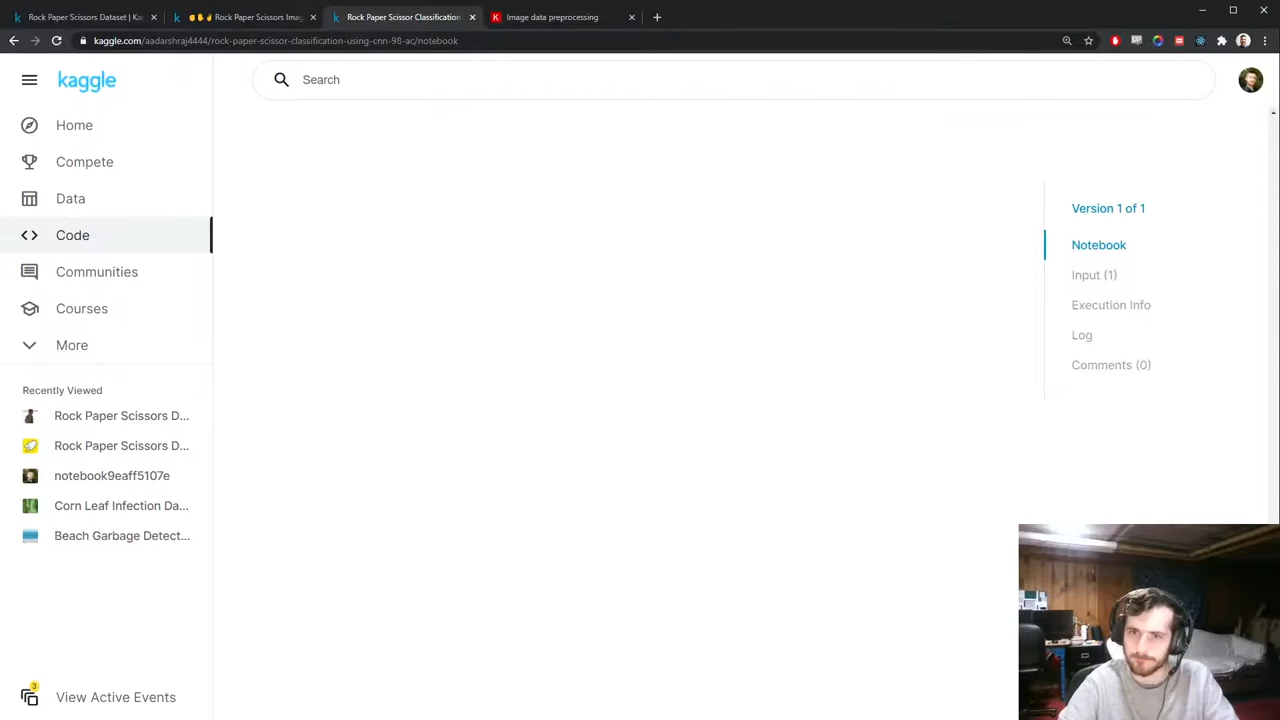 Rock Paper Scissors Dataset | Ka
✊✌✋ Rock Paper Scissors Imag
Rock Paper Scissor Classification
Image data preprocessing
kaggle.com/aadarshraj4444/rock-paper-scissor-classification-using-cnn-98-ac/notebook
kaggle
Search
Home
Compete
Data
Code
Communities
Courses
More
Recently Viewed
Rock Paper Scissors D...
Rock Paper Scissors D...
notebook9eaff5107e
Corn Leaf Infection Da...
Beach Garbage Detect...
3
View Active Events
Version 1 of 1
Notebook
Input (1)
Execution Info
Log
Comments (0)